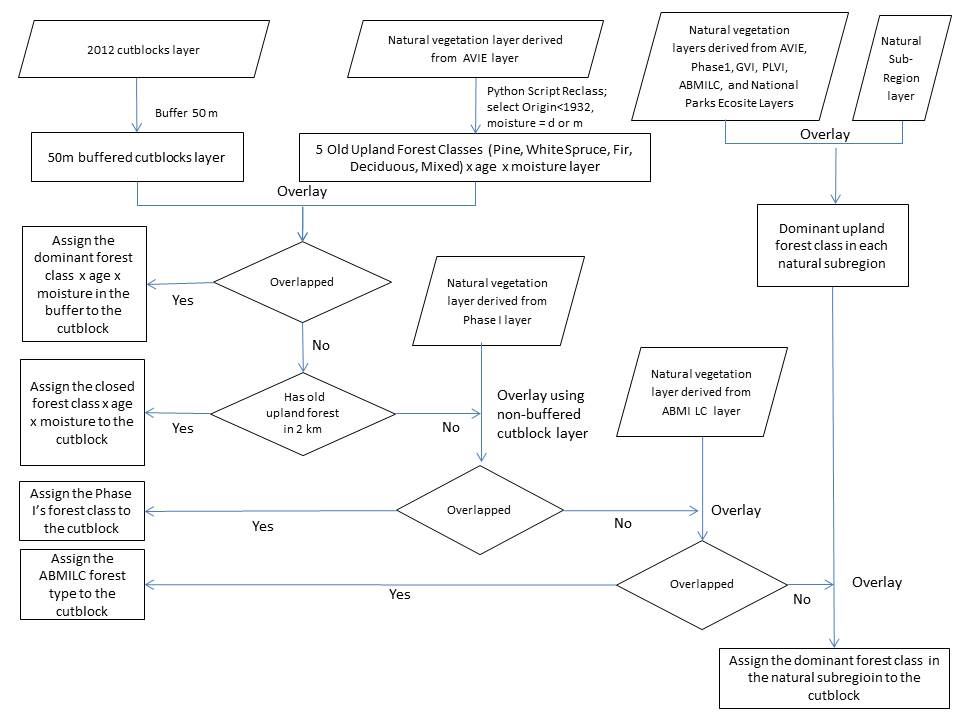 2012 cutblocks layer
Natural vegetation layer derived
from AVIE layer
Natural vegetation
layers derived from AVIE,
Phase1, GVI, PLVI,
ABMILC, and National
Parks Ecosite Layers
Natural
Sub-
Region
layer
Buffer 50 m
Python Script Reclass;
select Origin<1932,
moisture = d or m
Overlay
50m buffered cutblocks layer
5 Old Upland Forest Classes (Pine, White Spruce, Fir,
Deciduous, Mixed) x age x moisture layer
Overlay
Dominant upland
forest class in each
natural subregion
Assign the
dominant forest
class x age x
moisture in the
buffer to the
cutblock
Yes
Overlapped
No
Natural vegetation
layer derived from
Phase I layer
Assign the closed
forest class x age
x moisture to the
cutblock
Yes
Has old
upland forest
in 2 km
No
Overlay using
non-buffered
cutblock layer
Natural vegetation
layer derived from
ABMI LC layer
Assign the Phase
I's forest class to
the cutblock
Yes
Overlapped
No
Overlay
Assign the
ABMILC forest
type to the
cutblock
Yes
Overlapped
No
Overlay
Assign the dominant forest class in
the natural subregioin to the
cutblock